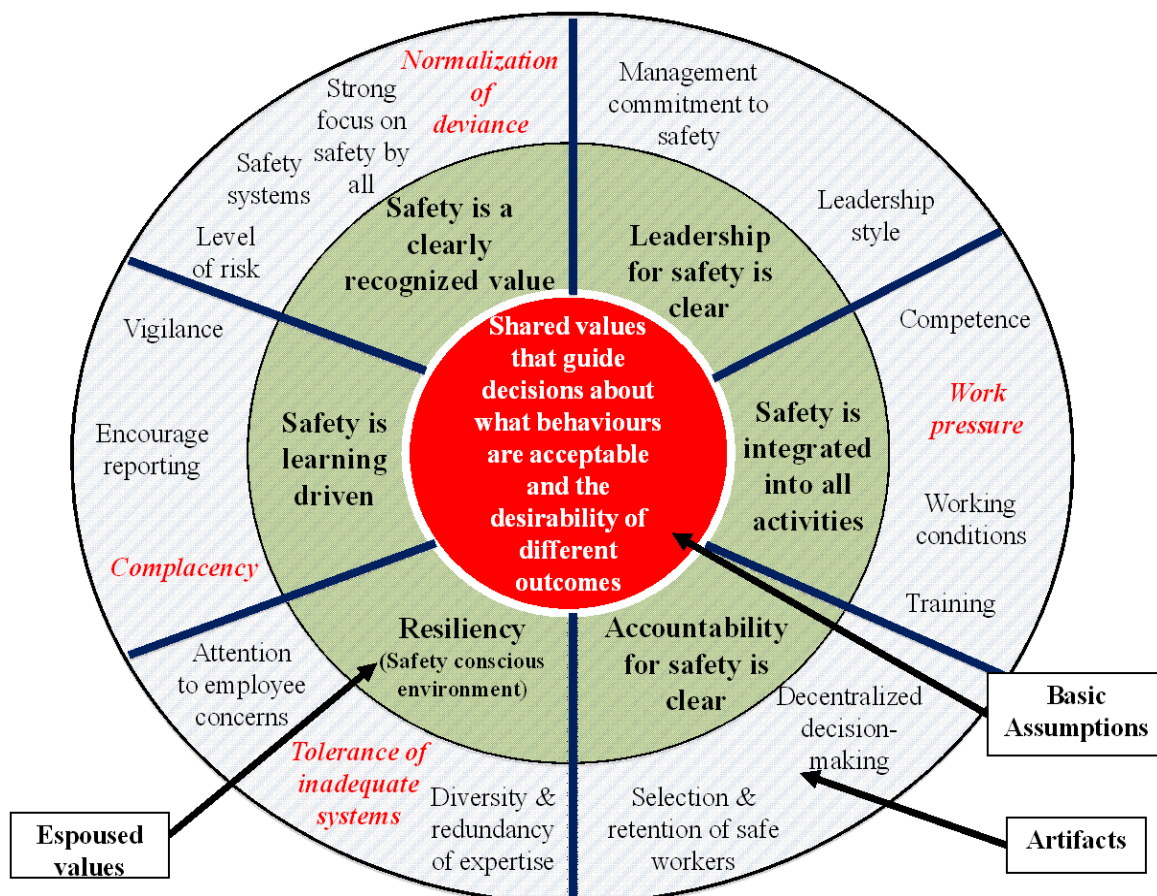 Normalization
of
deviance
Strong
focus on
safety by
all
Safety
systems
Level
of risk
Management
commitment to
safety
Leadership
style
Safety is a
clearly
recognized value
Leadership
for safety is
clear
Vigilance
Encourage
reporting
Complacency
Safety is
learning
driven
Shared values
that guide
decisions about
what behaviours
are acceptable
and the
desirability of
different
outcomes
Safety is
integrated
into all
activities
Competence
Work
pressure
Working
conditions
Training
Resiliency
(Safety conscious
environment)
Accountability
for safety is
clear
Attention
to employee
concerns
Tolerance of
inadequate
systems
Diversity &
redundancy
of expertise
Selection &
retention of safe
workers
Decentralized
decision-
making
Basic
Assumptions
Espoused
values
Artifacts